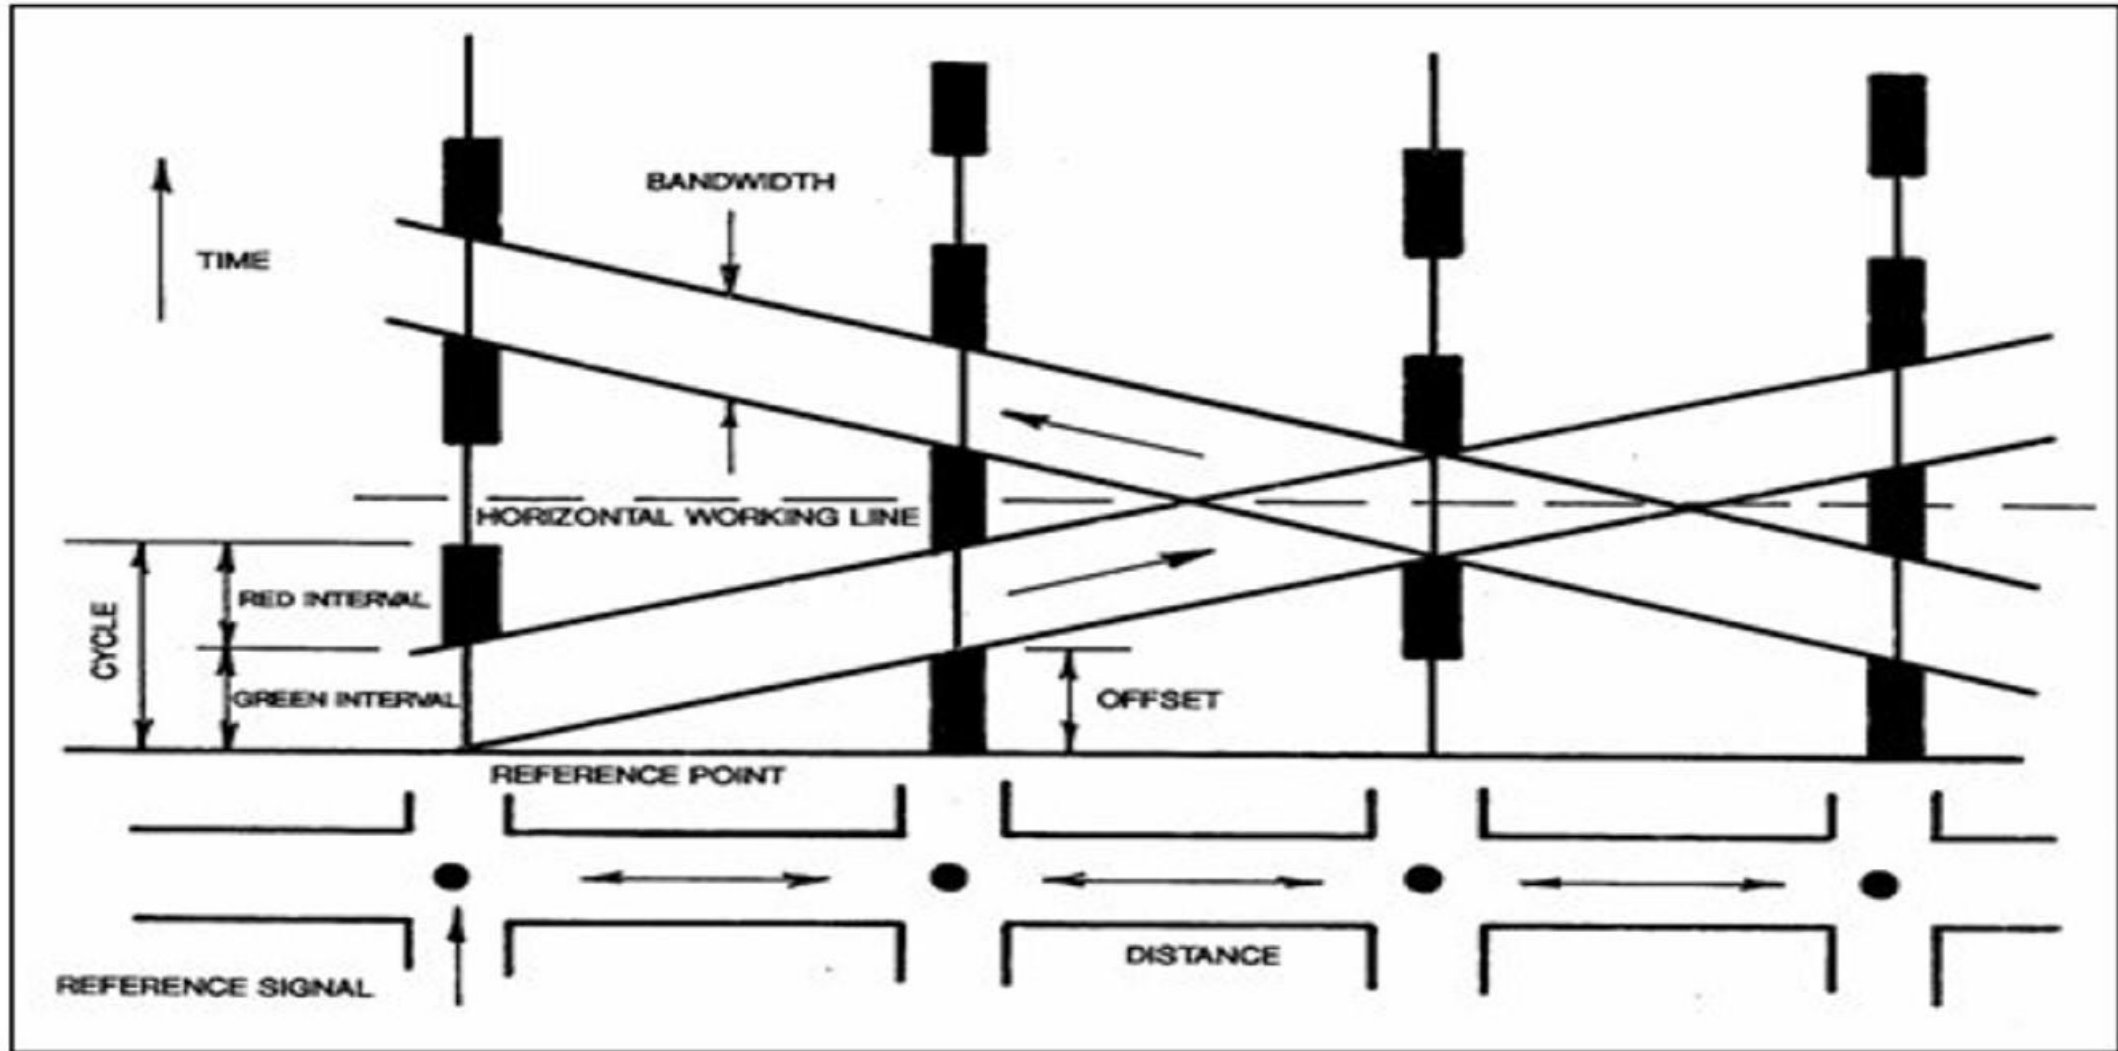 BANDWIDTH
TIME
HORIZONTAL WORKING LINE
CYCLE
RED INTERVAL
GREEN INTERVAL
OFFSET
REFERENCE POINT
DISTANCE
REFERENCE SIGNAL